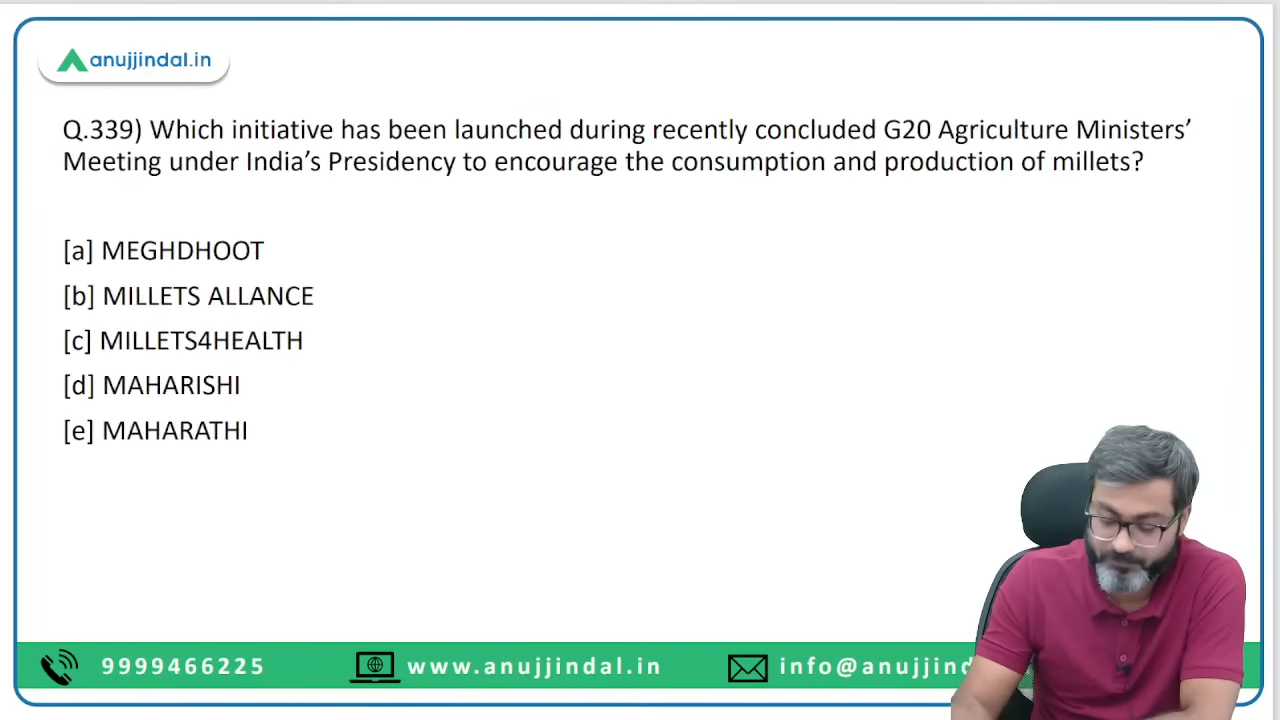 anujjindal.in
Q.339) Which initiative has been launched during recently concluded G20 Agriculture Ministers’
Meeting under India’s Presidency to encourage the consumption and production of millets?
[a] MEGHDHOOT
[b] MILLETS ALLANCE
[c] MILLETS4HEALTH
[d] MAHARISHI
[e] MAHARATHI
9999466225 www.anujjindal.in